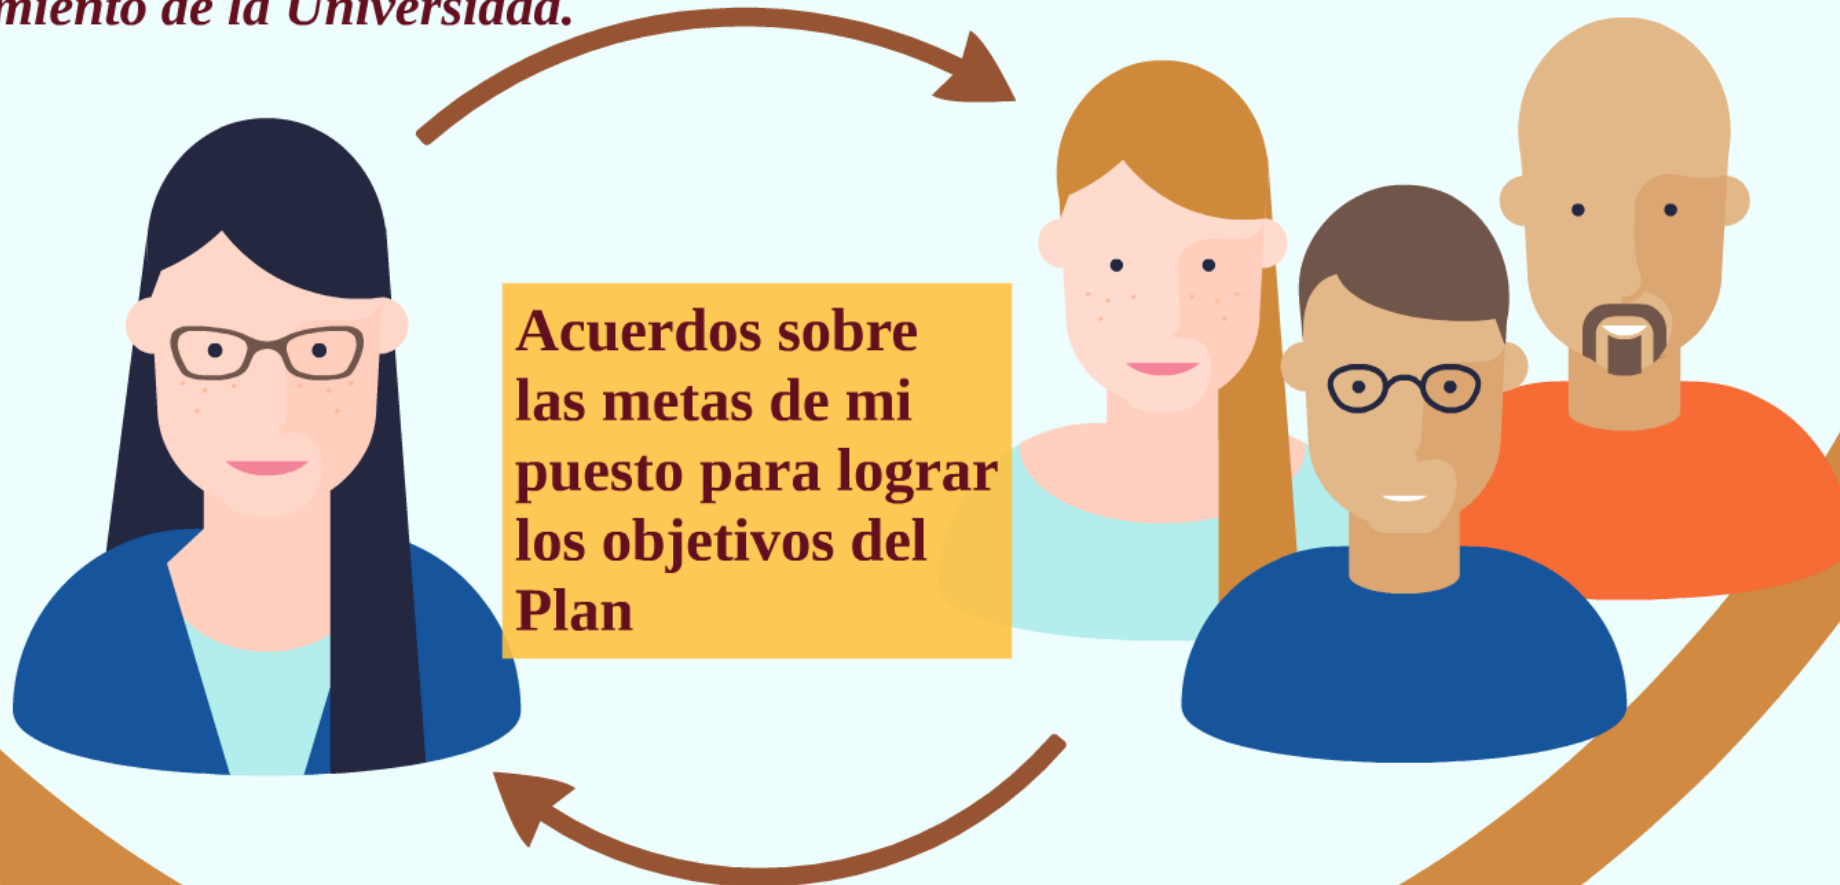 miento de la Universidad.
Acuerdos sobre
las metas de mi
puesto para lograr
los objetivos del
Plan